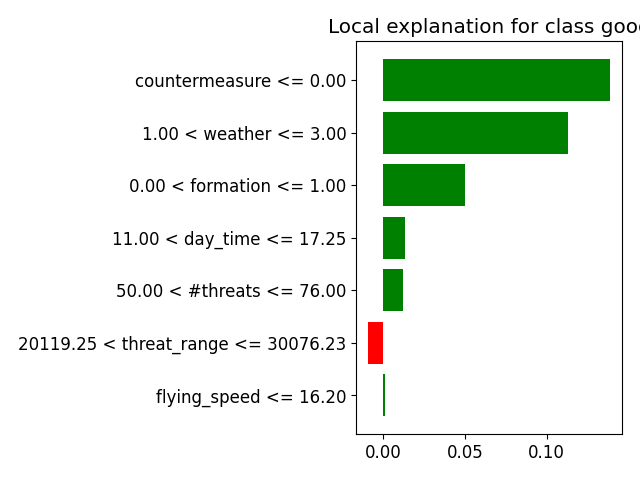 Local explanation for class good
countermeasure <= 0.00
1.00 < weather <= 3.00
0.00 < formation <= 1.00
11.00 < day_time <= 17.25
50.00 < #threats <= 76.00
20119.25 < threat_range <= 30076.23
flying_speed <= 16.20
0.00 0.05 0.10